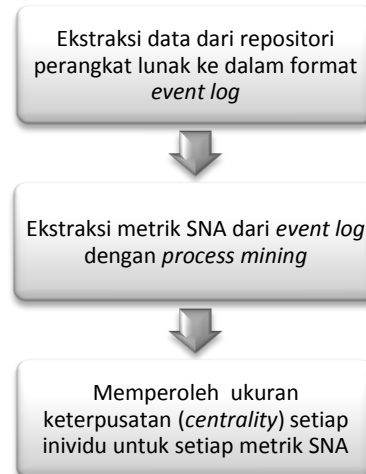 Ekstraksi data dari repositori
perangkat lunak ke dalam format
event log
Ekstraksi metrik SNA dari event log
dengan process mining
Memperoleh ukuran
keterpusatan (centrality) setiap
inividu untuk setiap metrik SNA